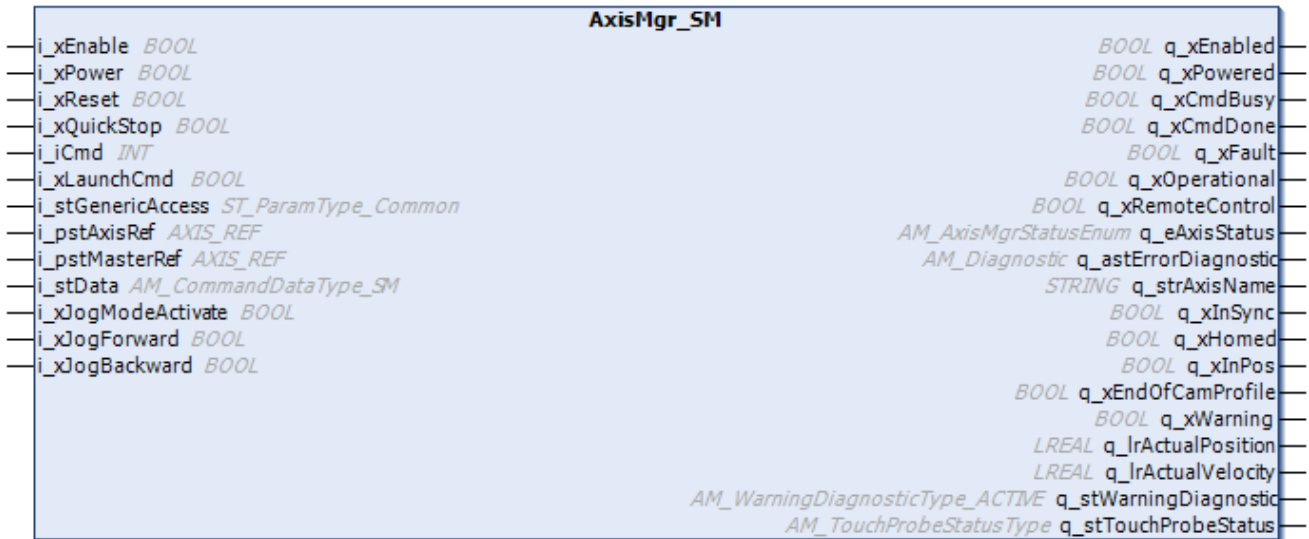 AxisMgr_SM
i_xEnable BOOL
BOOL q_xEnabled
i_xPower BOOL
BOOL q_xPowered
i_xReset BOOL
BOOL q_xCmdBusy
i_xQuickStop BOOL
BOOL q_xCmdDone
i_iCmd INT
BOOL q_xFault
i_xLaunchCmd BOOL
BOOL q_xOperational
i_stGenericAccess ST_ParamType_Common
BOOL q_xRemoteControl
i_pstAxisRef AXIS_REF
AM_AxisMgrStatusEnum q_eAxisStatus
i_pstMasterRef AXIS_REF
AM_Diagnostic q_astErrorDiagnostic
i_stData AM_CommandDataType_SM
STRING q_strAxisName
i_xJogModeActivate BOOL
BOOL q_xInSync
i_xJogForward BOOL
BOOL q_xHomed
i_xJogBackward BOOL
BOOL q_xInPos
BOOL q_xEndOfCamProfile
BOOL q_xWarning
LREAL q_lrActualPosition
LREAL q_lrActualVelocity
AM_WarningDiagnosticType_ACTIVE q_stWarningDiagnostic
AM_TouchProbeStatusType q_stTouchProbeStatus